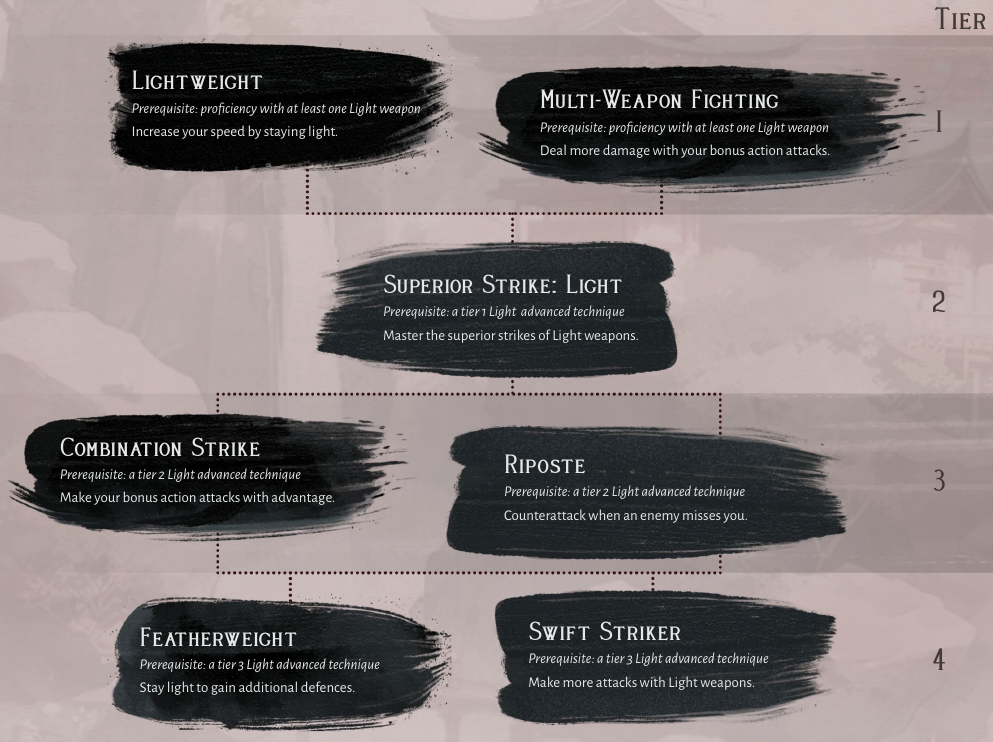 Tier
Lightweight
Prerequisite: proficiency with at least one Light weapon
Increase your speed by staying light.
Multi-Weapon Fighting
Prerequisite: proficiency with at least one Light weapon
Deal more damage with your bonus action attacks.
1
Superior Strike: Light
Prerequisite: a tier 1 Light advanced technique
Master the superior strikes of Light weapons.
2
Combination Strike
Prerequisite: a tier 2 Light advanced technique
Make your bonus action attacks with advantage.
Riposte
Prerequisite: a tier 2 Light advanced technique
Counterattack when an enemy misses you.
3
Featherweight
Prerequisite: a tier 3 Light advanced technique
Stay light to gain additional defences.
Swift Striker
Prerequisite: a tier 3 Light advanced technique
Make more attacks with Light weapons.
4